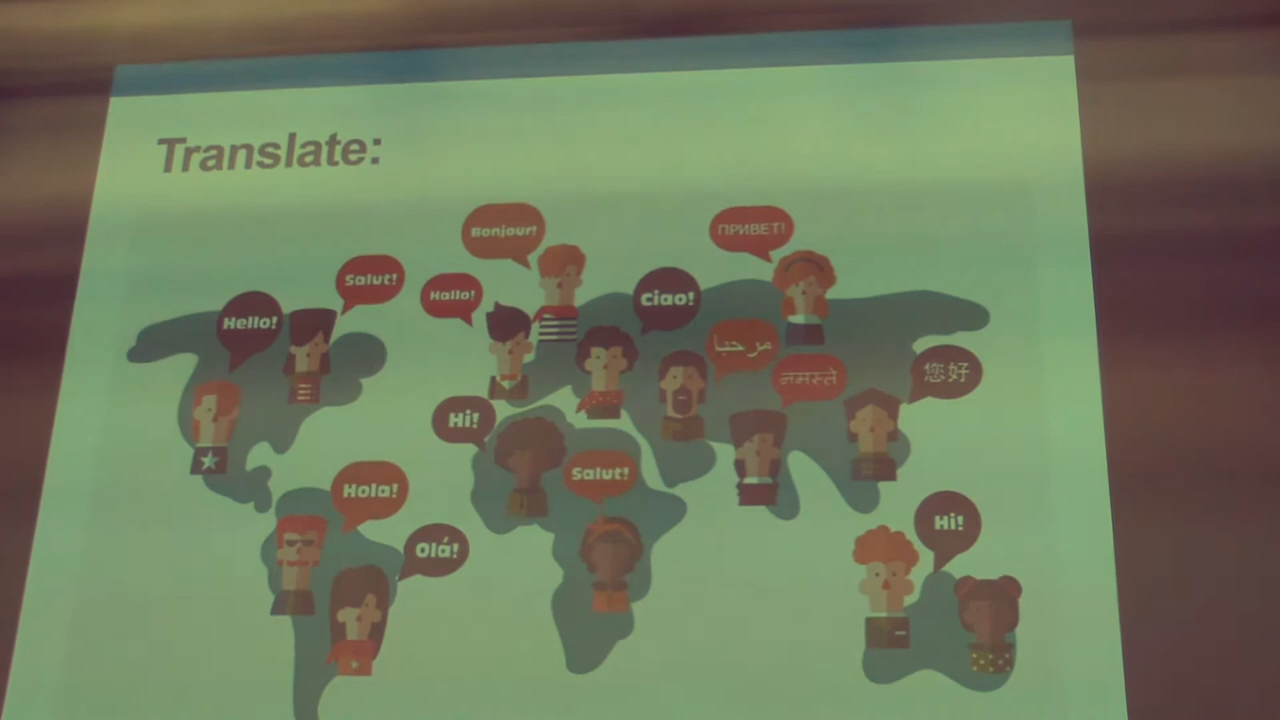 Translate:
Bonjour!
ПРИВЕТ!
Salut!
Hallo!
Ciao!
Hello!
مرحبا
नमस्ते
您好
Hi!
Salut!
Hola!
Olá!
Hi!